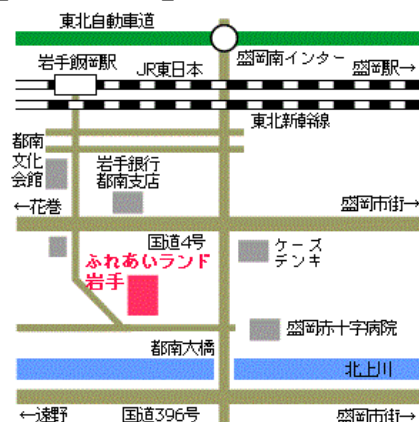 東北自動車道
岩手飯岡駅
JR東日本
盛岡南インター
盛岡駅→
東北新幹線
都南
文化
会館
岩手銀行
都南支店
←花巻
盛岡市街→
国道4号
ケーズ
デンキ
ふれあいランド
岩手
盛岡赤十字病院
都南大橋
北上川
←遠野
国道396号
盛岡市街→